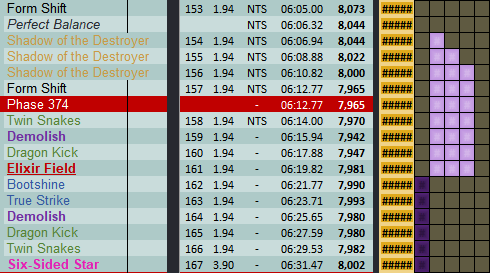 Form Shift 153 1.94 NTS 06:05.00 8,073 #####
Perfect Balance NTS 06:06.32 8,044 #####
Shadow of the Destroyer 154 1.94 NTS 06:06.94 8,044 #####
Shadow of the Destroyer 155 1.94 NTS 06:08.88 8,022 #####
Shadow of the Destroyer 156 1.94 NTS 06:10.82 8,000 #####
Form Shift 157 1.94 NTS 06:12.77 7,965 #####
Phase 374 - 06:12.77 7,965 #####
Twin Snakes 158 1.94 NTS 06:14.00 7,970 #####
Demolish 159 1.94 - 06:15.94 7,942 #####
Dragon Kick 160 1.94 - 06:17.88 7,947 #####
Elixir Field 161 1.94 - 06:19.82 7,981 #####
Bootshine 162 1.94 - 06:21.77 7,990 #####
True Strike 163 1.94 - 06:23.71 7,993 #####
Demolish 164 1.94 - 06:25.65 7,980 #####
Dragon Kick 165 1.94 - 06:27.59 7,980 #####
Twin Snakes 166 1.94 - 06:29.53 7,982 #####
Six-Sided Star 167 3.90 - 06:31.47 8,002 #####